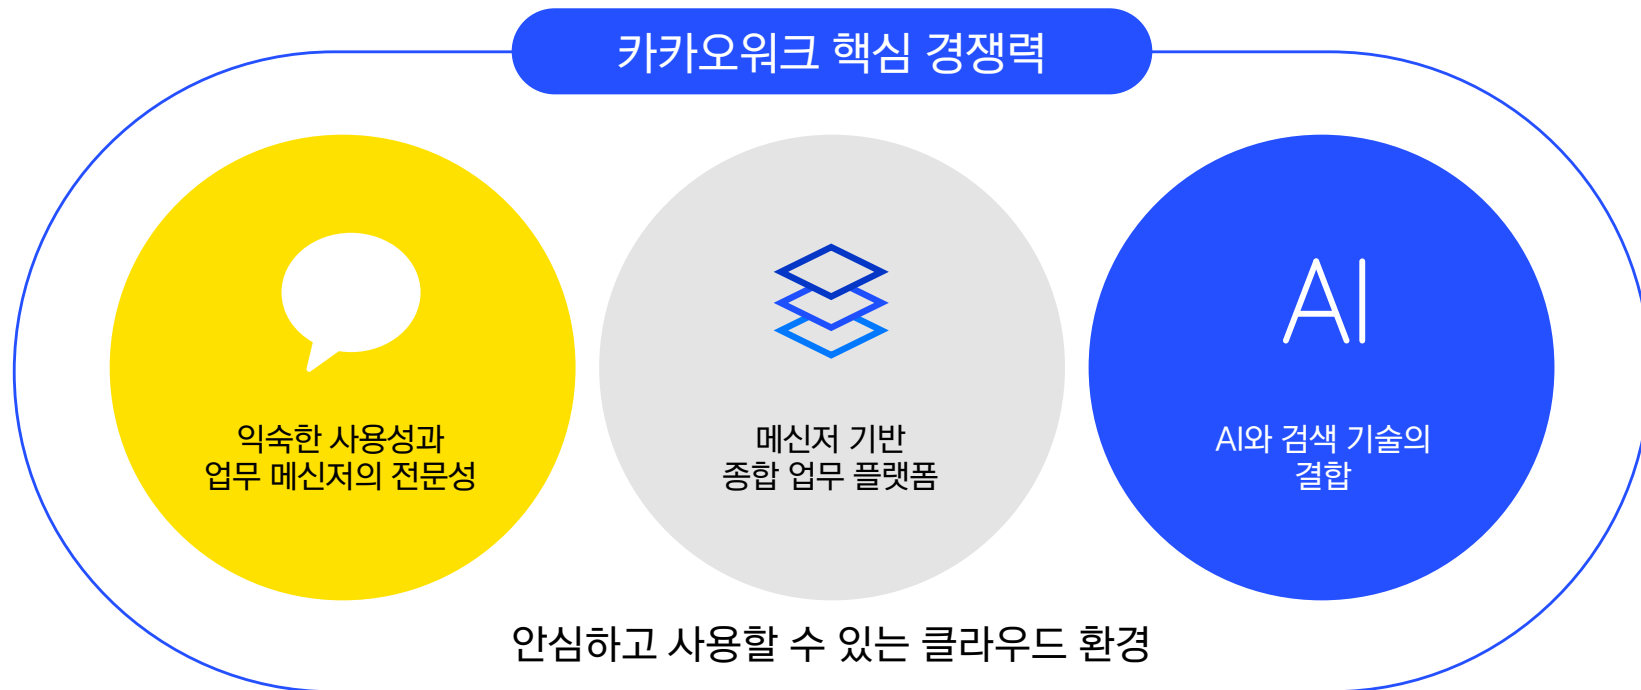 카카오워크 핵심 경쟁력
익숙한 사용성과
업무 메신저의 전문성
메신저 기반
종합 업무 플랫폼
AI
AI와 검색 기술의
결합
안심하고 사용할 수 있는 클라우드 환경